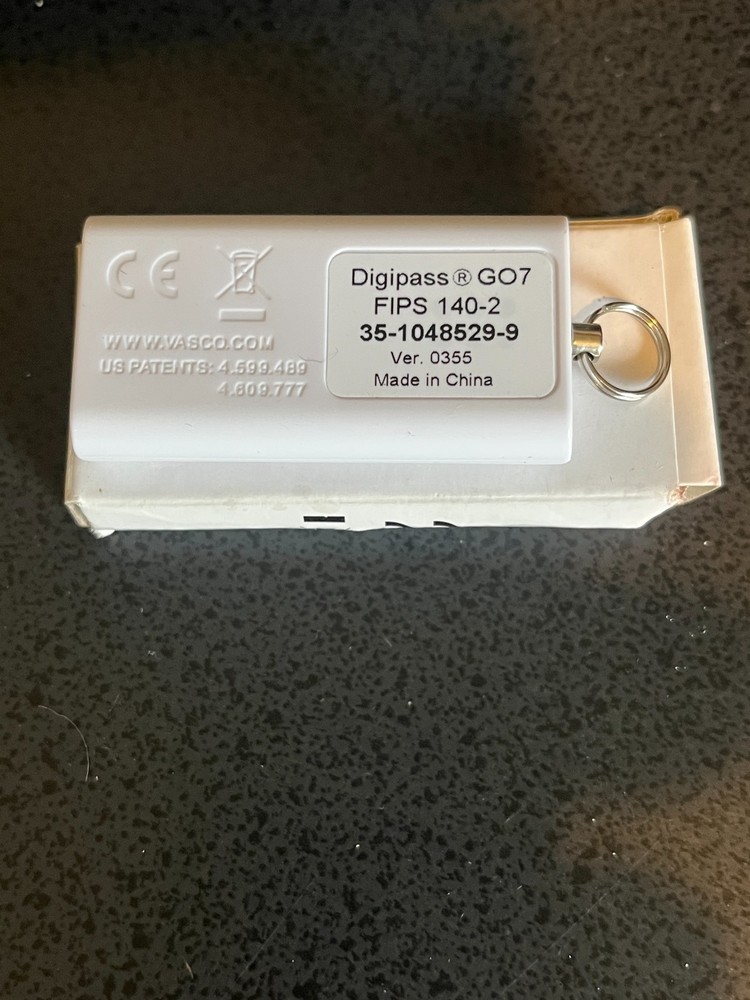 CE
WWW.VASCO.COM
US PATENTS: 4.599.489
4.609.777
Digipass® GO7
FIPS 140-2
35-1048529-9
Ver. 0355
Made in China